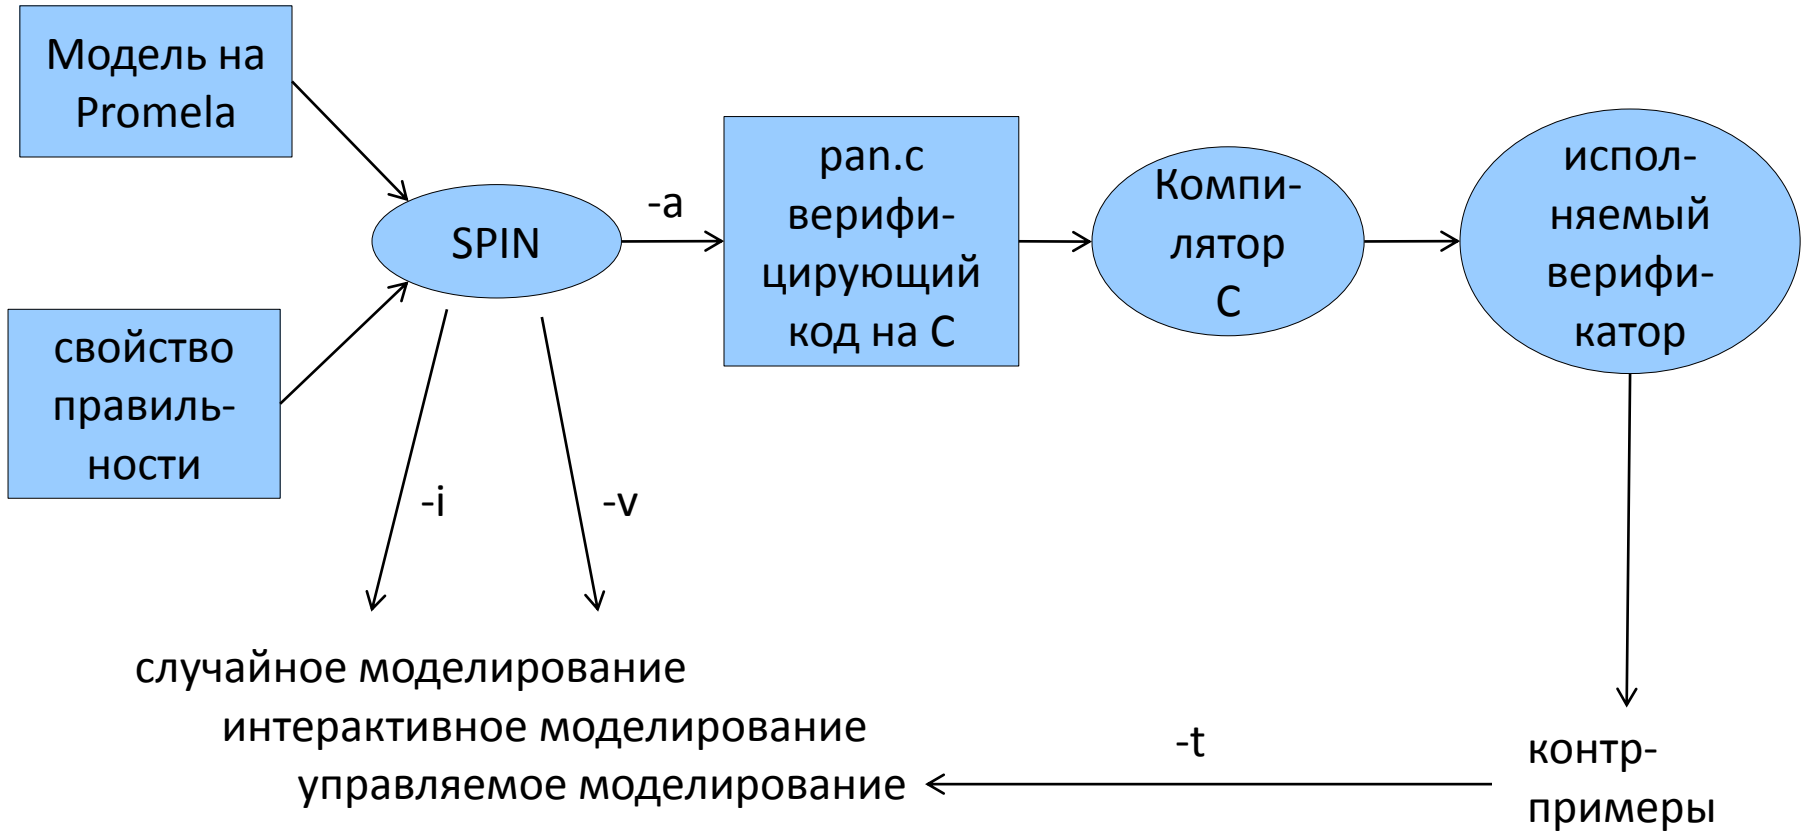 Модель на
Promela
свойство
правиль-
ности
SPIN
-a
pan.c
верифи-
цирующий
код на C
Компи-
лятор
C
испол-
няемый
верифи-
катор
-i
-v
случайное моделирование
интерактивное моделирование
управляемое моделирование
-t
контр-
примеры